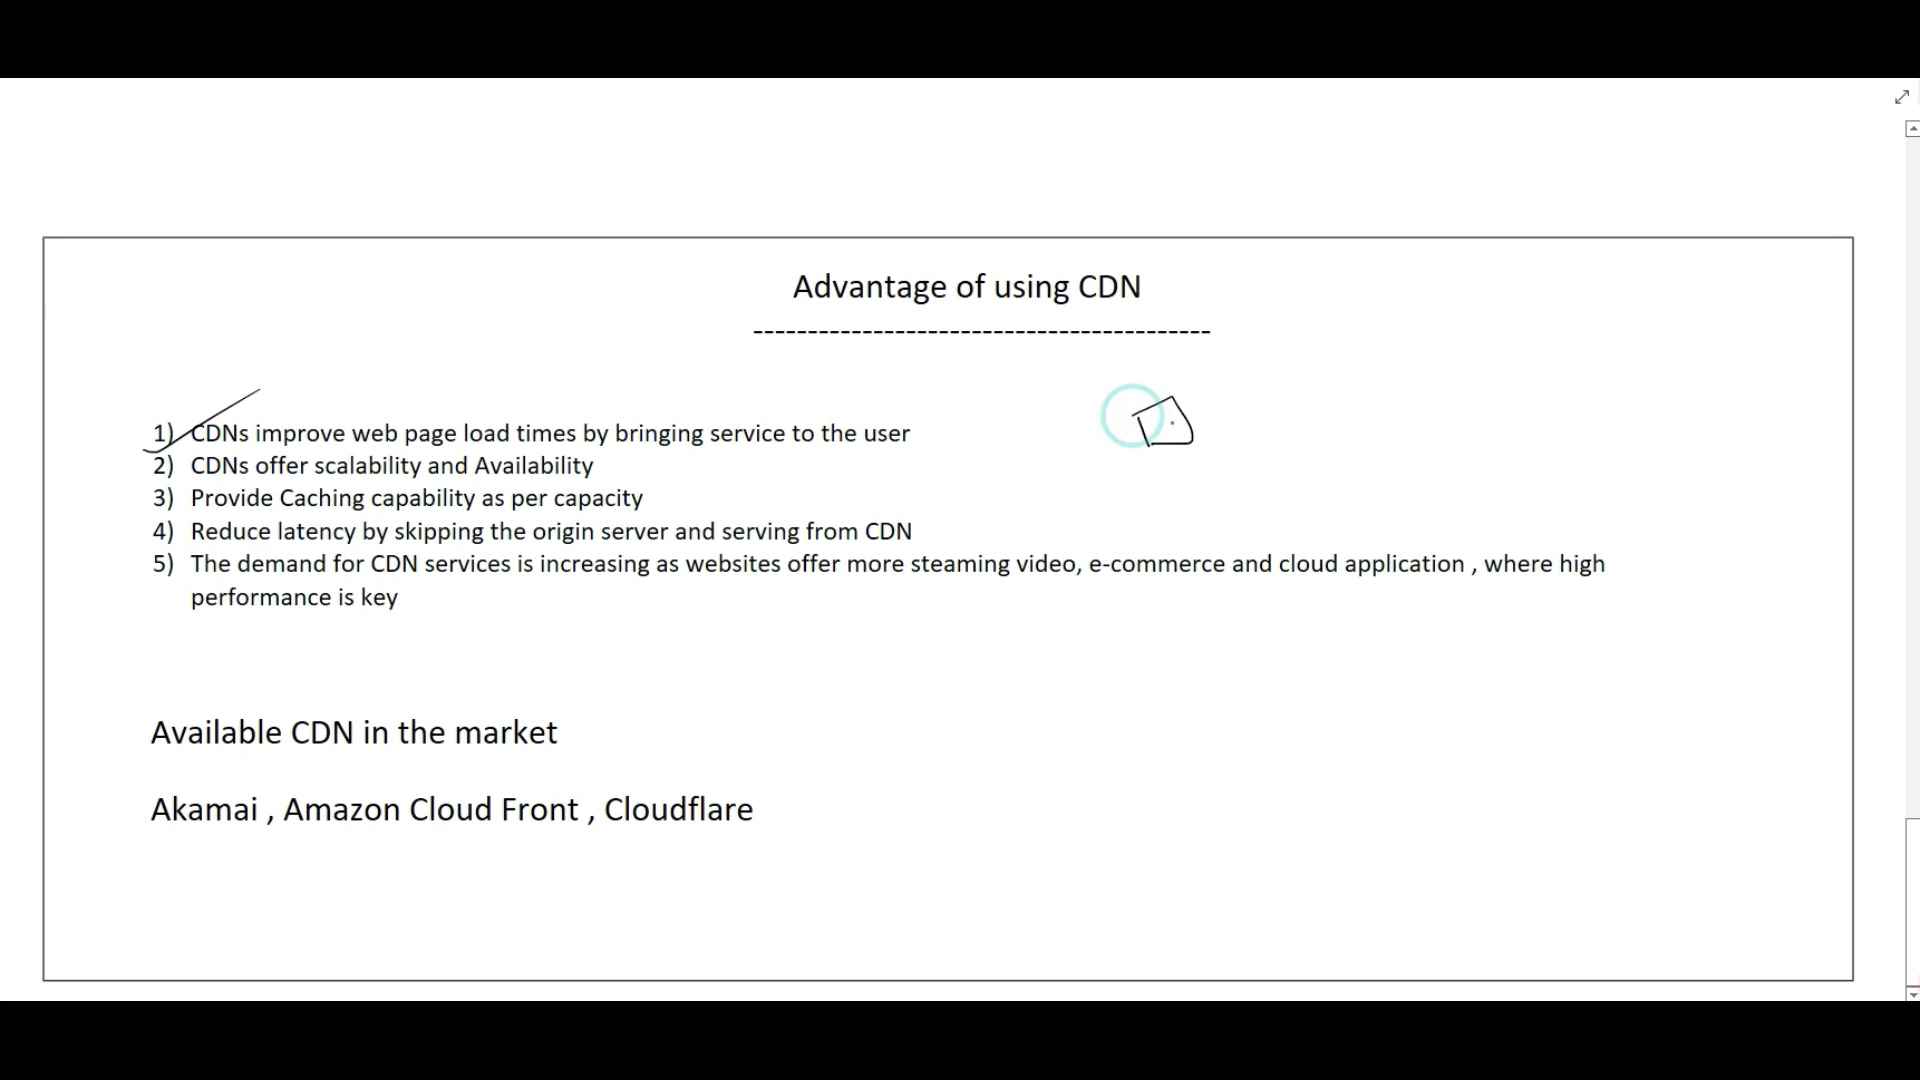 Advantage of using CDN
------------------------------------------
1) CDNs improve web page load times by bringing service to the user
2) CDNs offer scalability and Availability
3) Provide Caching capability as per capacity
4) Reduce latency by skipping the origin server and serving from CDN
5) The demand for CDN services is increasing as websites offer more steaming video, e-commerce and cloud application , where high
performance is key
Available CDN in the market
Akamai , Amazon Cloud Front , Cloudflare